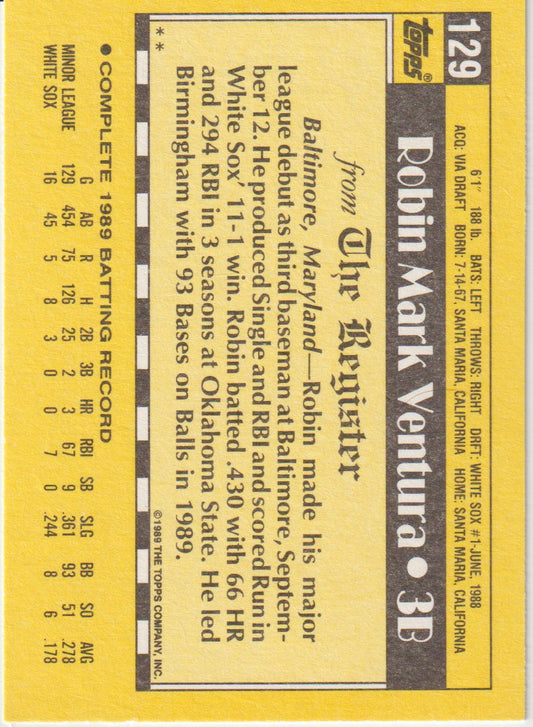 129
topps®
Robin Mark Ventura • 3B
6'1" 188 lb. BATS: LEFT THROWS: RIGHT DRFT: WHITE SOX #1-JUNE, 1988
ACQ: VIA DRAFT BORN: 7-14-67, SANTA MARIA, CALIFORNIA HOME: SANTA MARIA, CALIFORNIA
from The Register
Baltimore, Maryland—Robin made his major
league debut as third baseman at Baltimore, Septem-
ber 12. He produced Single and RBI and scored Run in
White Sox' 11-1 win. Robin batted .430 with 66 HR
and 294 RBI in 3 seasons at Oklahoma State. He led
Birmingham with 93 Bases on Balls in 1989.
* * ©1989 THE TOPPS COMPANY, INC.
• COMPLETE 1989 BATTING RECORD
G AB R H 2B 3B HR RBI SB SLG BB SO AVG
MINOR LEAGUE 129 454 75 126 25 2 3 67 9 .361 93 51 .278
WHITE SOX 16 45 5 8 3 0 0 7 0 .244 8 6 .178